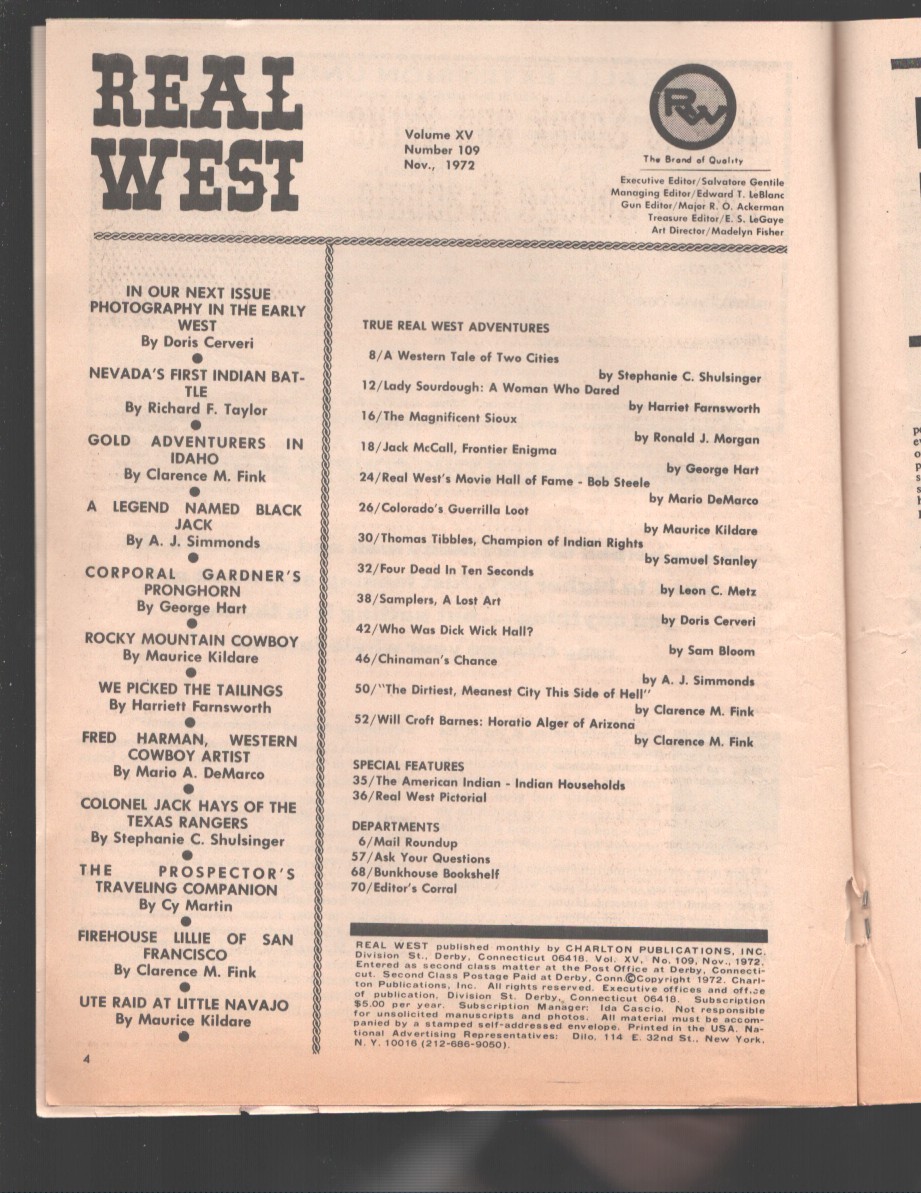 REAL
WEST
Volume XV
Number 109
Nov., 1972
RW
The Brand of Quality
Executive Editor/Salvatore Gentile
Managing Editor/Edward T. LeBlanc
Gun Editor/Major R. O. Ackerman
Treasure Editor/E. S. LeGaye
Art Director/Madelyn Fisher
IN OUR NEXT ISSUE
PHOTOGRAPHY IN THE EARLY
WEST
By Doris Cerveri
NEVADA'S FIRST INDIAN BAT-
TLE
By Richard F. Taylor
GOLD ADVENTURERS IN
IDAHO
By Clarence M. Fink
A LEGEND NAMED BLACK
JACK
By A. J. Simmonds
CORPORAL GARDNER'S
PRONGHORN
By George Hart
ROCKY MOUNTAIN COWBOY
By Maurice Kildare
WE PICKED THE TAILINGS
By Harriett Farnsworth
FRED HARMAN, WESTERN
COWBOY ARTIST
By Mario A. DeMarco
COLONEL JACK HAYS OF THE
TEXAS RANGERS
By Stephanie C. Shulsinger
THE PROSPECTOR'S
TRAVELING COMPANION
By Cy Martin
FIREHOUSE LILLIE OF SAN
FRANCISCO
By Clarence M. Fink
UTE RAID AT LITTLE NAVAJO
By Maurice Kildare
4
TRUE REAL WEST ADVENTURES
8/A Western Tale of Two Cities
by Stephanie C. Shulsinger
12/Lady Sourdough: A Woman Who Dared
by Harriet Farnsworth
16/The Magnificent Sioux
by Ronald J. Morgan
18/Jack McCall, Frontier Enigma
by George Hart
24/Real West's Movie Hall of Fame - Bob Steele
by Mario DeMarco
26/Colorado's Guerrilla Loot
by Maurice Kildare
30/Thomas Tibbles, Champion of Indian Rights
by Samuel Stanley
32/Four Dead In Ten Seconds
by Leon C. Metz
38/Samplers, A Lost Art
by Doris Cerveri
42/Who Was Dick Wick Hall?
by Sam Bloom
46/Chinaman's Chance
by A. J. Simmonds
50/"The Dirtiest, Meanest City This Side of Hell"
by Clarence M. Fink
52/Will Croft Barnes: Horatio Alger of Arizona
by Clarence M. Fink
SPECIAL FEATURES
35/The American Indian - Indian Households
36/Real West Pictorial
DEPARTMENTS
6/Mail Roundup
57/Ask Your Questions
68/Bunkhouse Bookshelf
70/Editor's Corral
REAL WEST published monthly by CHARLTON PUBLICATIONS, INC.
Division St., Derby, Connecticut 06418. Vol. XV, No. 109, Nov., 1972.
Entered as second class matter at the Post Office at Derby, Connecti-
cut. Second Class Postage Paid at Derby, Conn.©Copyright 1972. Charl-
ton Publications, Inc. All rights reserved. Executive offices and office
of publication, Division St. Derby, Connecticut 06418. Subscription
$5.00 per year. Subscription Manager: Ida Cascio. Not responsible
for unsolicited manuscripts and photos. All material must be accom-
panied by a stamped self-addressed envelope. Printed in the USA. Na-
tional Advertising Representatives: Dilo, 114 E. 32nd St., New York,
N. Y. 10016 (212-686-9050).